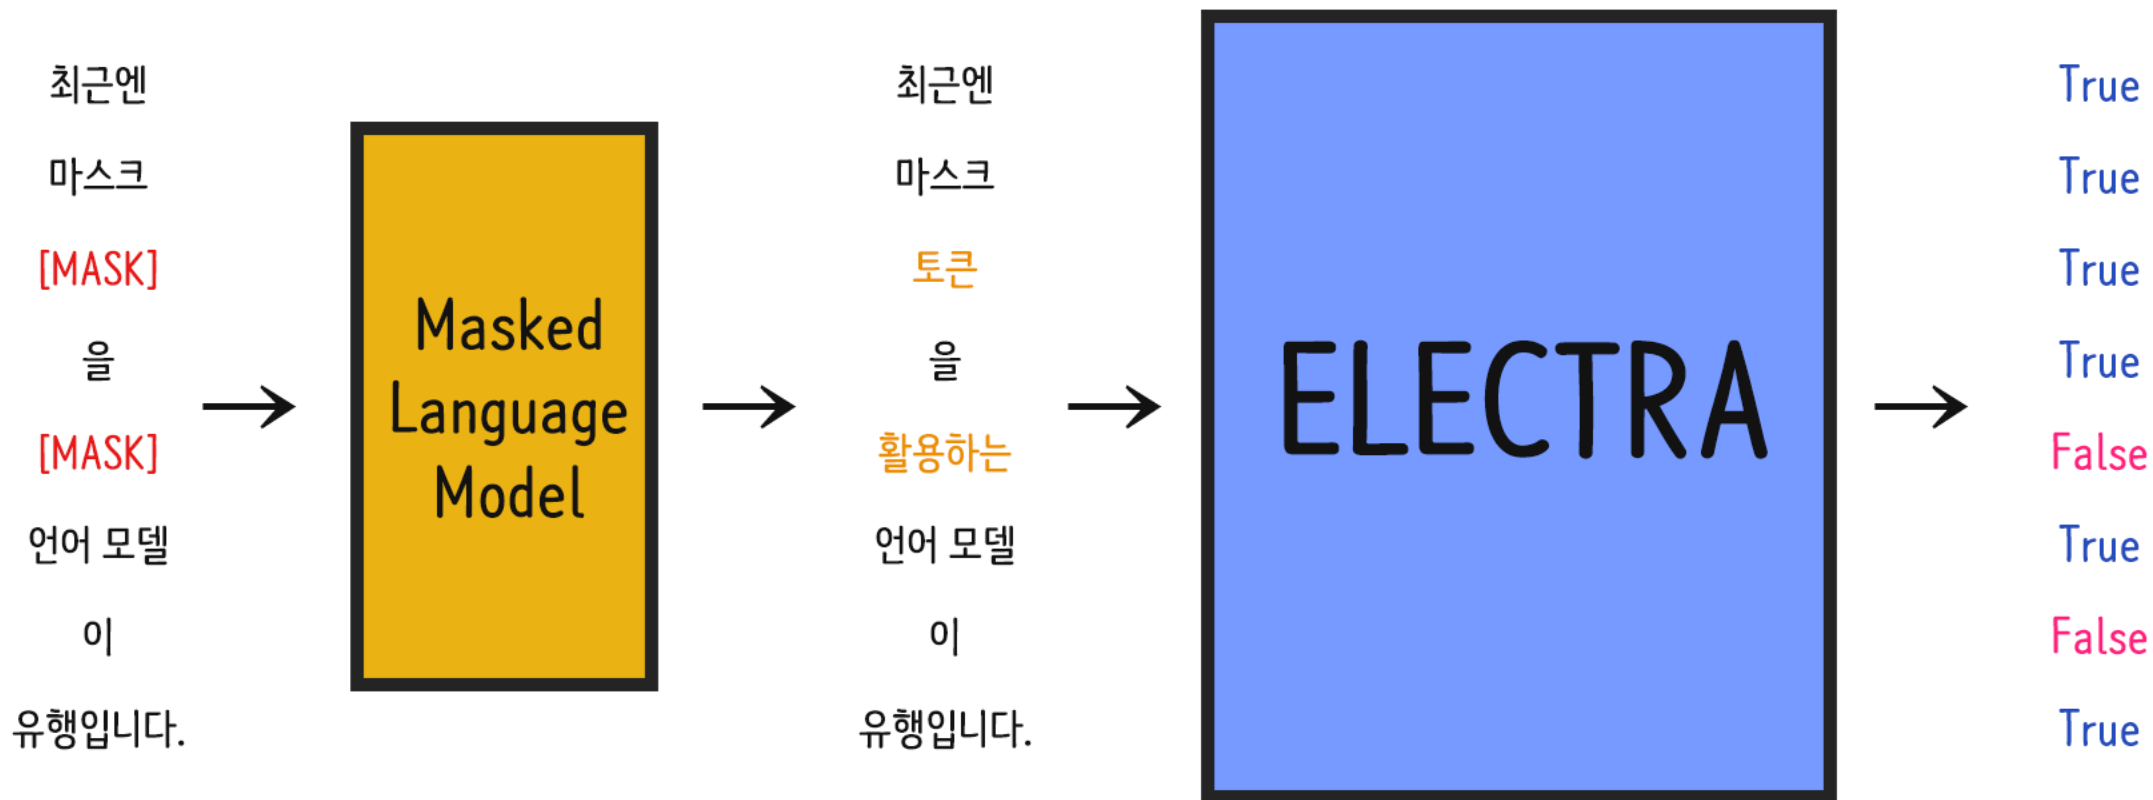 최근엔
마스크
[MASK]
을
[MASK]
언어 모델
이
유행입니다.
Masked
Language
Model
최근엔
마스크
토큰
을
활용하는
언어 모델
이
유행입니다.
ELECTRA
True
True
True
True
False
True
False
True